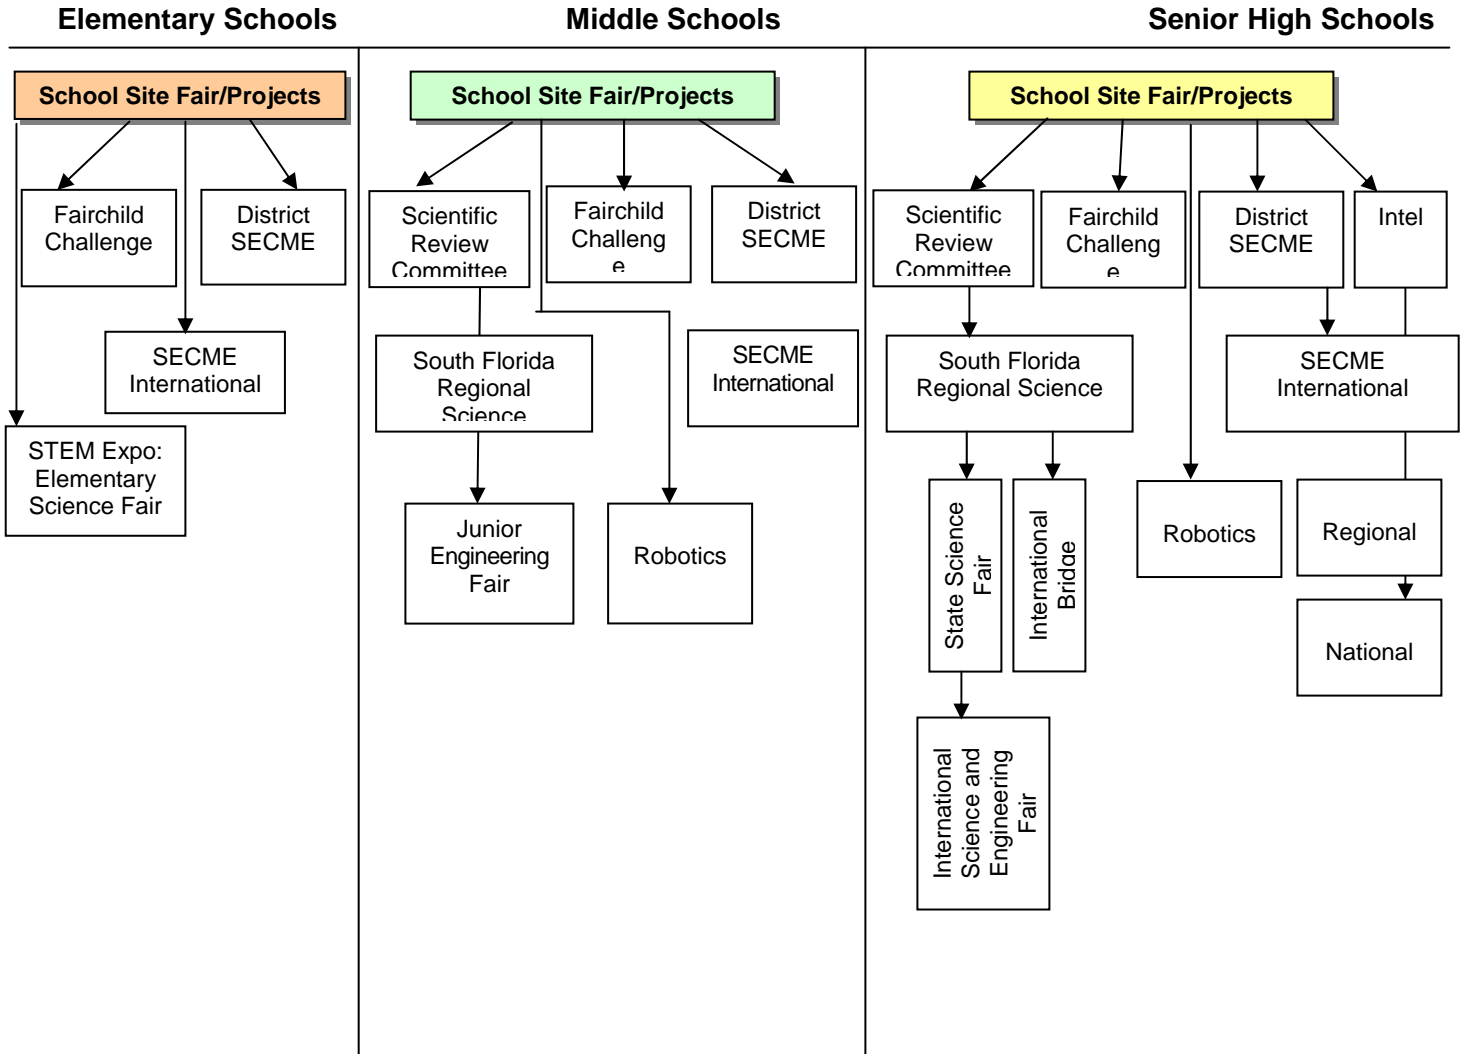 Elementary Schools
Middle Schools
Senior High Schools
School Site Fair/Projects
School Site Fair/Projects
School Site Fair/Projects
Fairchild
Challenge
District
SECME
SECME
International
STEM Expo:
Elementary
Science Fair
Scientific
Review
Committee
Fairchild
Challeng
e
District
SECME
South Florida
Regional
Science
SECME
International
Junior
Engineering
Fair
Robotics
Scientific
Review
Committee
Fairchild
Challeng
e
District
SECME
Intel
South Florida
Regional Science
SECME
International
State Science
Fair
International
Bridge
Robotics
Regional
National
International
Science and
Engineering
Fair